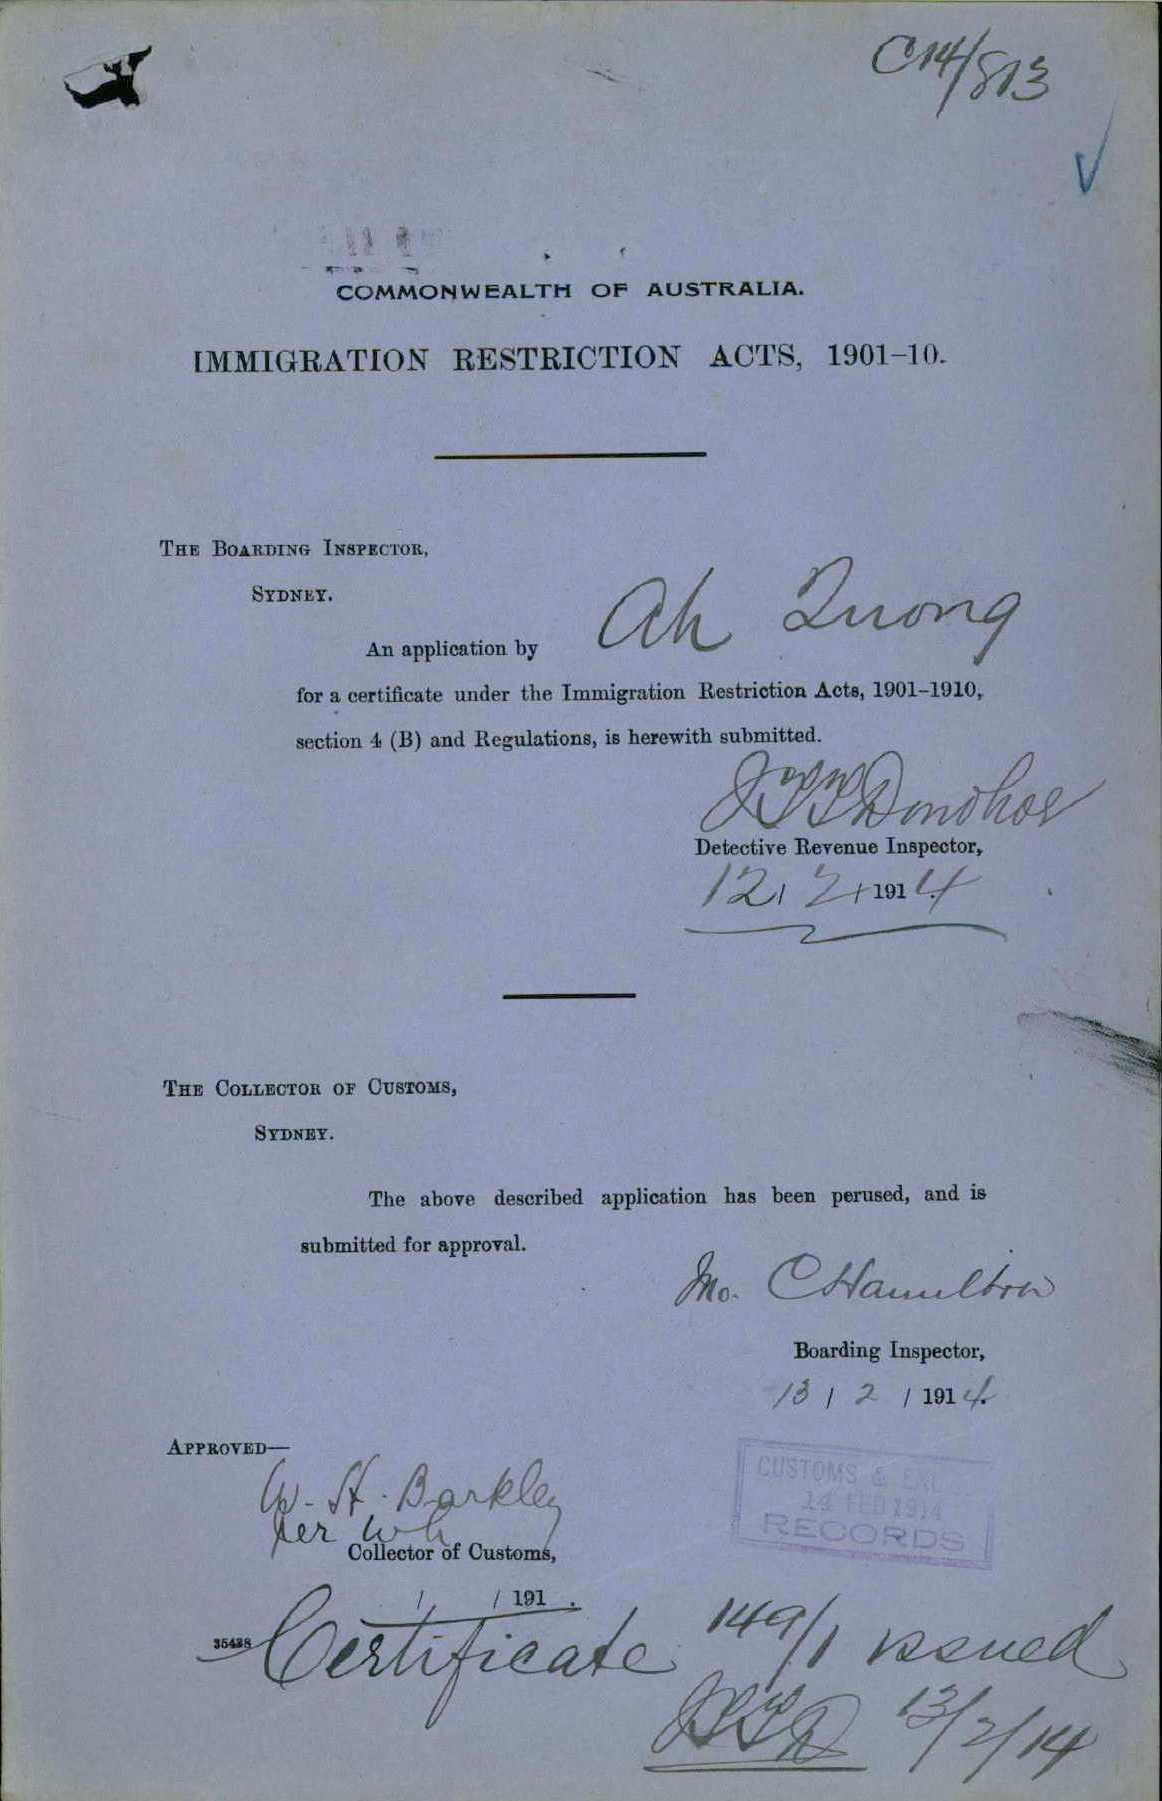 C14/813
COMMONWEALTH OF AUSTRALIA.
IMMIGRATION RESTRICTION ACTS, 1901-10.
THE BOARDING INSPECTOR,
SYDNEY.
An application by Ah Quong
for a certificate under the Immigration Restriction Acts, 1901-1910,
section 4 (B) and Regulations, is herewith submitted.
Donohoe
Detective Revenue Inspector,
12/ 2/ 1914
THE COLLECTOR OF CUSTOMS,
SYDNEY.
The above described application has been perused, and is
submitted for approval.
C Hamilton
Boarding Inspector,
13 / 2 / 1914.
APPROVED—
W. H. Barkley
per
Collector of Customs,
/ / 191 .
CUSTOMS & EXC
14 FEB 1914
RECORDS
35428
Certificate 149/1 issued
13/2/14